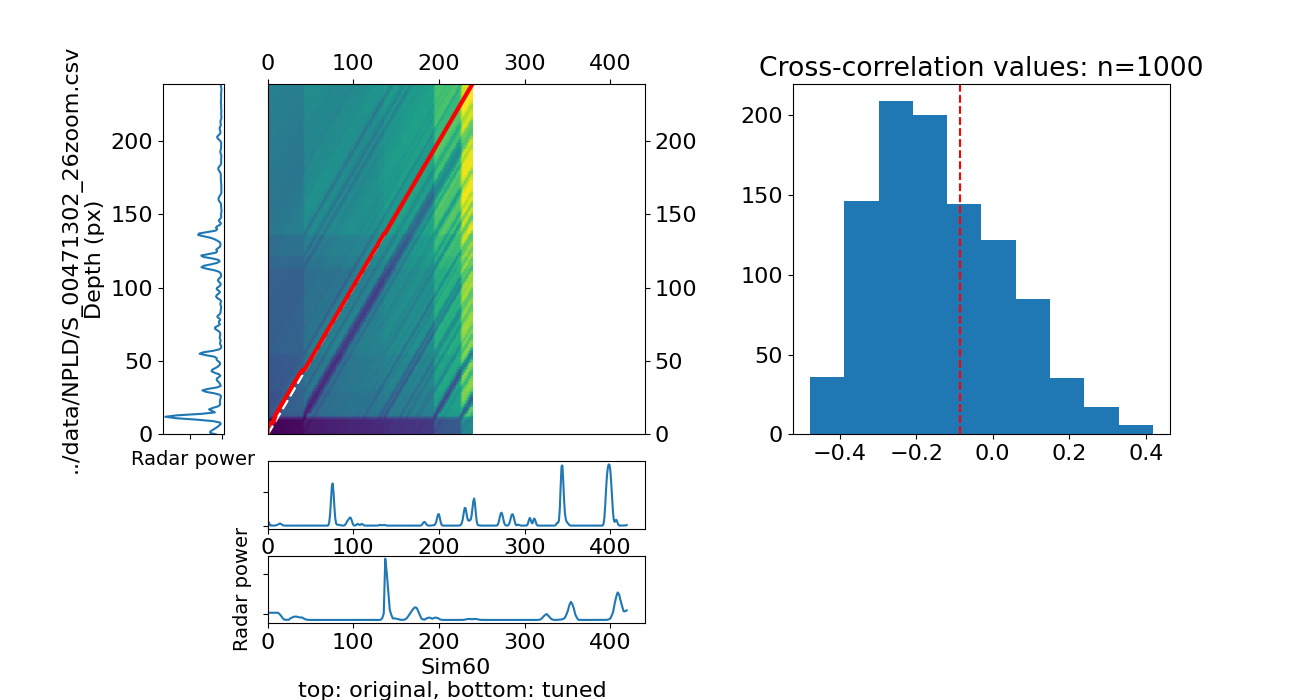 0 100 200 300 400
Cross-correlation values: n=1000
../data/NPLD/S_00471302_26zoom.csv
Depth (px)
200
150
100
50
0
200
150
100
50
0
200
150
100
50
0
−0.4 −0.2 0.0 0.2 0.4
Radar power
0 100 200 300 400
Radar power
0 100 200 300 400
Sim60
top: original, bottom: tuned